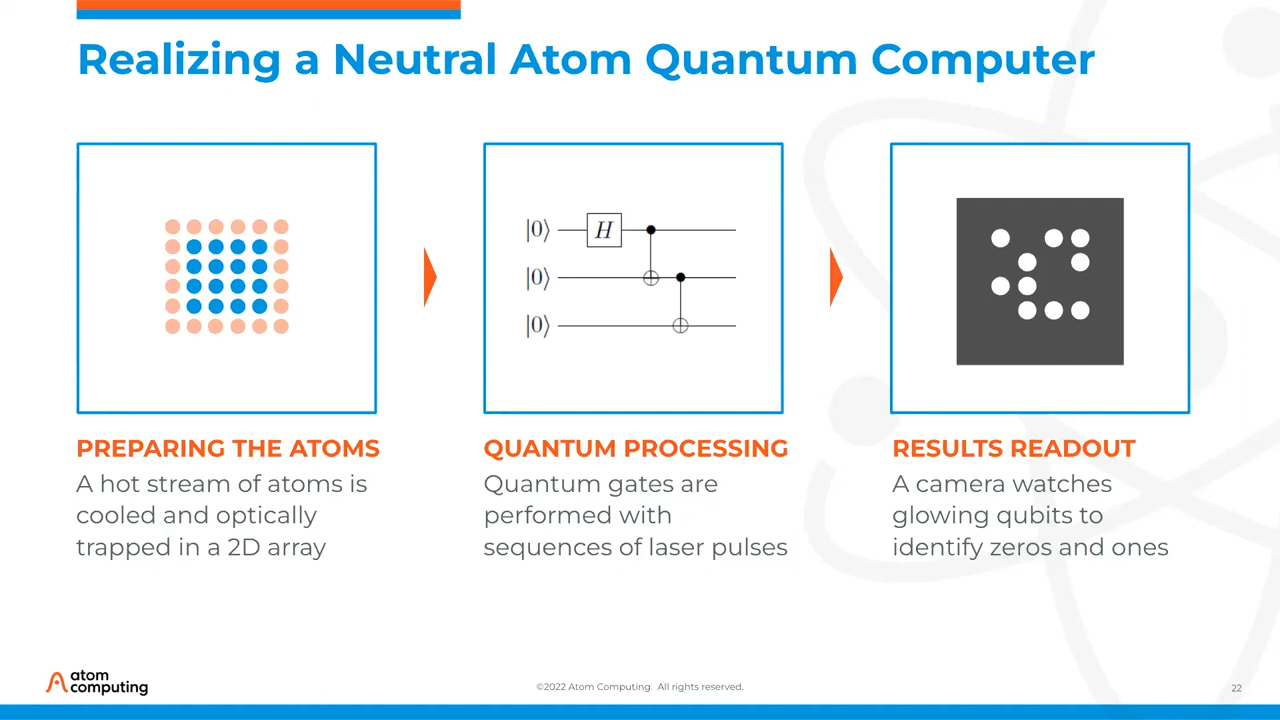 Realizing a Neutral Atom Quantum Computer
|0⟩ H
|0⟩
|0⟩
PREPARING THE ATOMS
A hot stream of atoms is
cooled and optically
trapped in a 2D array
QUANTUM PROCESSING
Quantum gates are
performed with
sequences of laser pulses
RESULTS READOUT
A camera watches
glowing qubits to
identify zeros and ones
atom
computing
©2022 Atom Computing. All rights reserved.
22